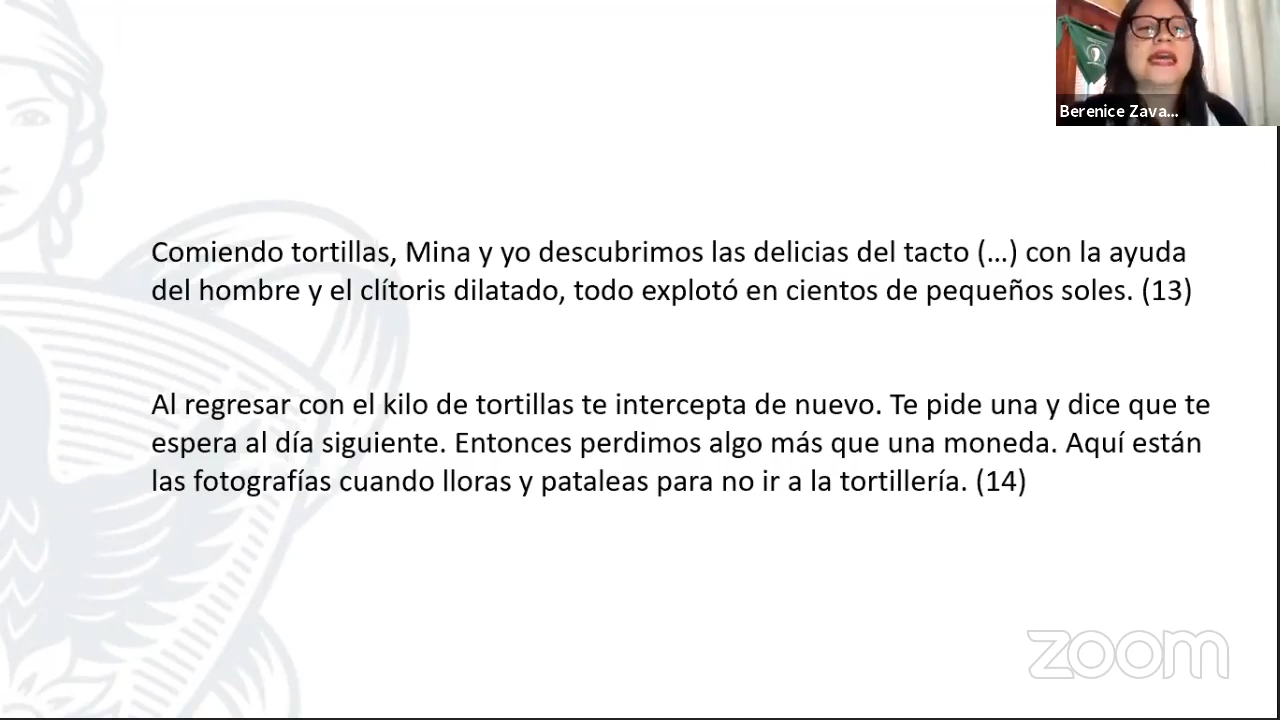 Berenice Zava...
Comiendo tortillas, Mina y yo descubrimos las delicias del tacto (…) con la ayuda
del hombre y el clítoris dilatado, todo explotó en cientos de pequeños soles. (13)
Al regresar con el kilo de tortillas te intercepta de nuevo. Te pide una y dice que te
espera al día siguiente. Entonces perdimos algo más que una moneda. Aquí están
las fotografías cuando lloras y pataleas para no ir a la tortillería. (14)
zoom